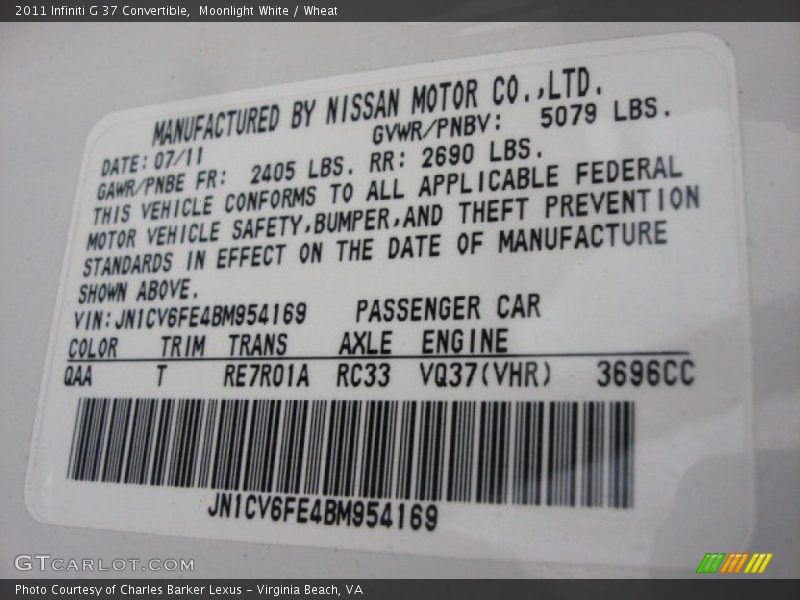 2011 Infiniti G 37 Convertible, Moonlight White / Wheat
MANUFACTURED BY NISSAN MOTOR CO.,LTD.
DATE:07/11 GVWR/PNBV: 5079 LBS.
GAWR/PNBE FR: 2405 LBS. RR: 2690 LBS.
THIS VEHICLE CONFORMS TO ALL APPLICABLE FEDERAL
MOTOR VEHICLE SAFETY,BUMPER,AND THEFT PREVENTION
STANDARDS IN EFFECT ON THE DATE OF MANUFACTURE
SHOWN ABOVE.
VIN:JN1CV6FE4BM954169 PASSENGER CAR
COLOR TRIM TRANS AXLE ENGINE
QAA T RE7R01A RC33 VQ37(VHR) 3696CC
JN1CV6FE4BM954169
GTCARLOT.COM
Photo Courtesy of Charles Barker Lexus - Virginia Beach, VA